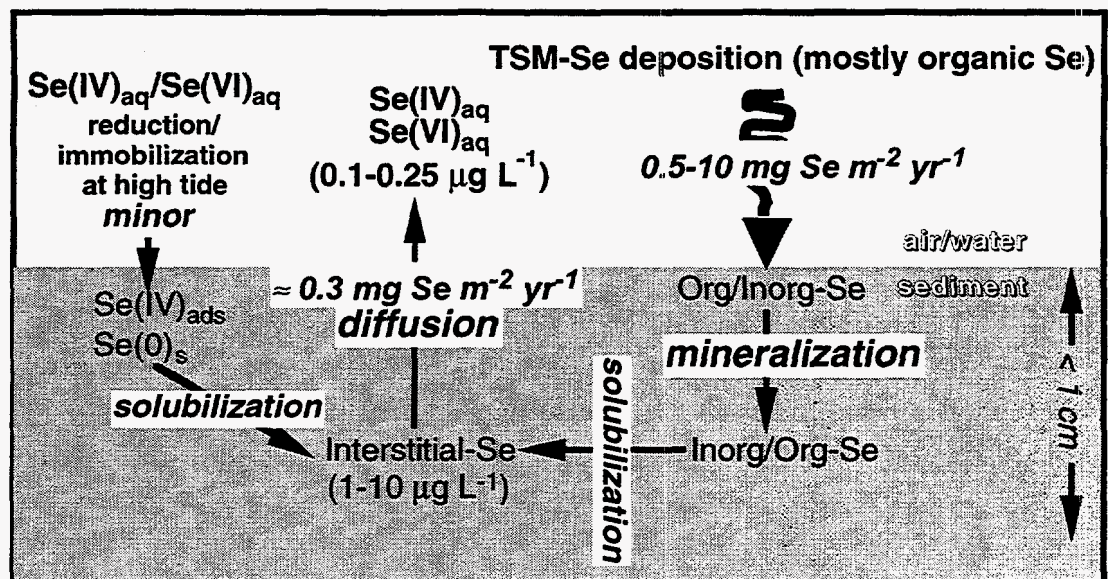 TSM-Se deposition (mostly organic Se)
Se(IV)aq/Se(VI)aq
reduction/
immobilization
at high tide
minor
Se(IV)aq
Se(VI)aq
(0.1-0.25 µg L⁻¹)
0.5-10 mg Se m⁻² yr⁻¹
air/water
sediment
Se(IV)ads
Se(0)s
≈ 0.3 mg Se m⁻² yr⁻¹
diffusion
Org/Inorg-Se
mineralization
< 1 cm
solubilization
solubilization
Interstitial-Se
(1-10 µg L⁻¹)
Inorg/Org-Se